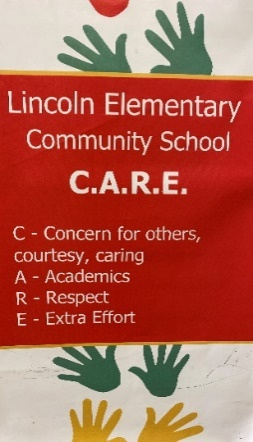 Lincoln Elementary
Community School
C.A.R.E.
C - Concern for others,
courtesy, caring
A - Academics
R - Respect
E - Extra Effort